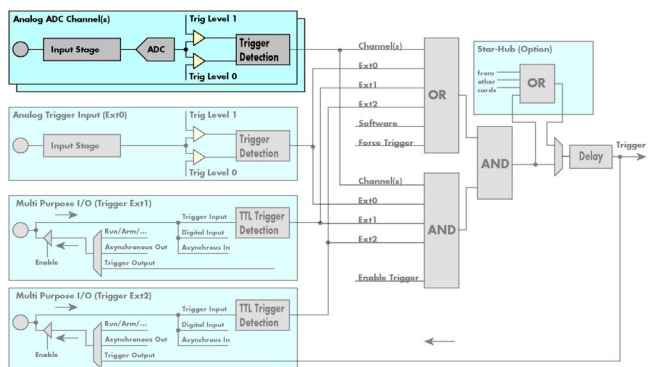 Analog ADC Channel(s)
Trig Level 1
Input Stage
ADC
Trigger
Detection
Trig Level 0
Analog Trigger Input (Ext0)
Trig Level 1
Input Stage
Trigger
Detection
Trig Level 0
Multi Purpose I/O (Trigger Ext1)
Trigger Input
Run/Arm/...
Digital Input
Asynchronous Out
Asynchrous In
Enable
Trigger Output
TTL Trigger
Detection
Multi Purpose I/O (Trigger Ext2)
Trigger Input
Run/Arm/...
Digital Input
Asynchronous Out
Asynchrous In
Enable
Trigger Output
TTL Trigger
Detection
Channel(s)
Ext0
Ext1
Ext2
Software
Force Trigger
OR
Channel(s)
Ext0
Ext1
Ext2
Enable Trigger
AND
AND
Star-Hub (Option)
from
other
cards
OR
Delay
Trigger